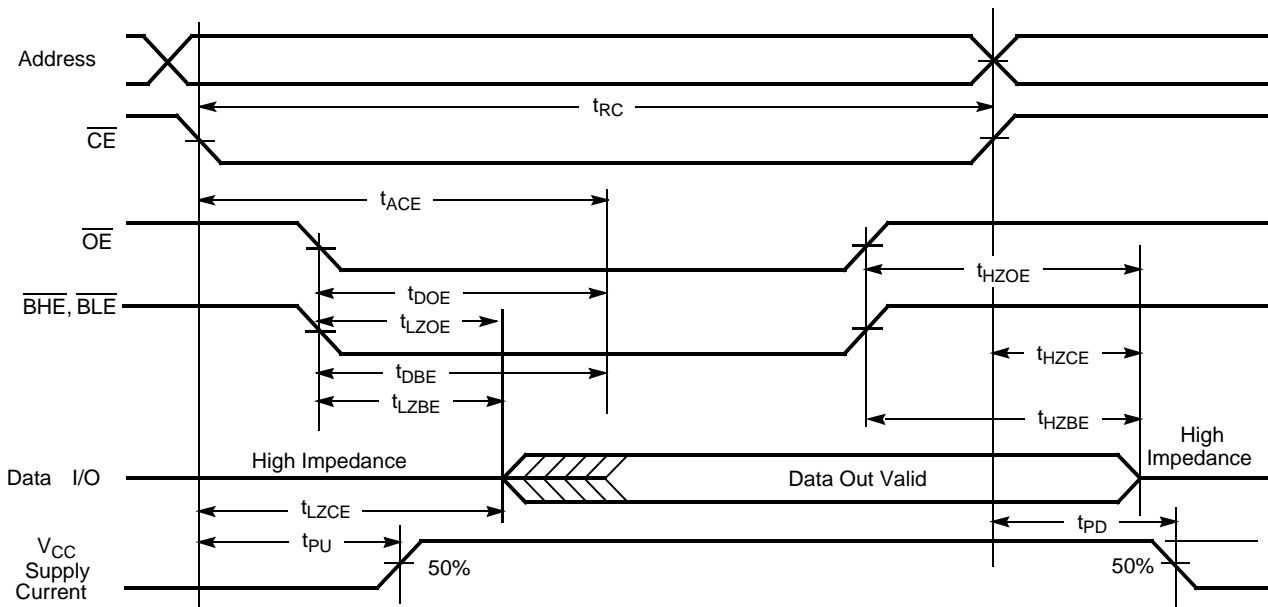 Address
tRC
CE
tACE
OE
tHZOE
tDOE
BHE, BLE
tLZOE
tHZCE
tDBE
tLZBE
tHZBE
High
Impedance
High Impedance
Data I/O
Data Out Valid
tLZCE
tPD
tPU
VCC
Supply
Current
50%
50%